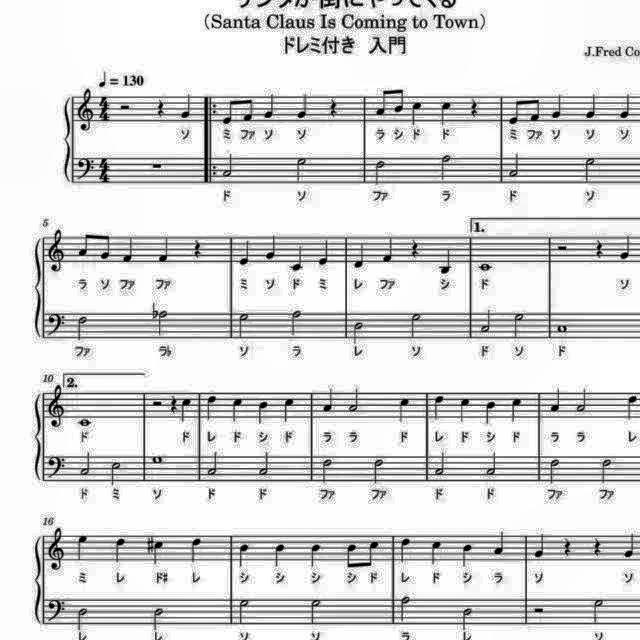 サンタが街にやってくる
(Santa Claus Is Coming to Town)
ドレミ付き 入門
J.Fred Co
♩= 130
ソ ミ ファ ソ ソ ラ シ ド ド ミ ファ ソ ソ ソ
ド ソ ファ ラ ド ソ
5
1.
ラ ソ ファ ファ ミ ソ ド ミ レ ファ シ ド ソ
ファ ラ♭ ソ ラ レ ソ ド ソ ド
10
2.
ド ド レ ド シ ド ラ ラ ド レ ド シ ド ラ ラ レ
ド ミ ソ ド ド ファ ファ ド ド ファ ファ
16
ミ レ ド# レ シ シ シ シ ド レ ド シ ラ ソ ソ
レ レ ソ ソ ラ レ ソ